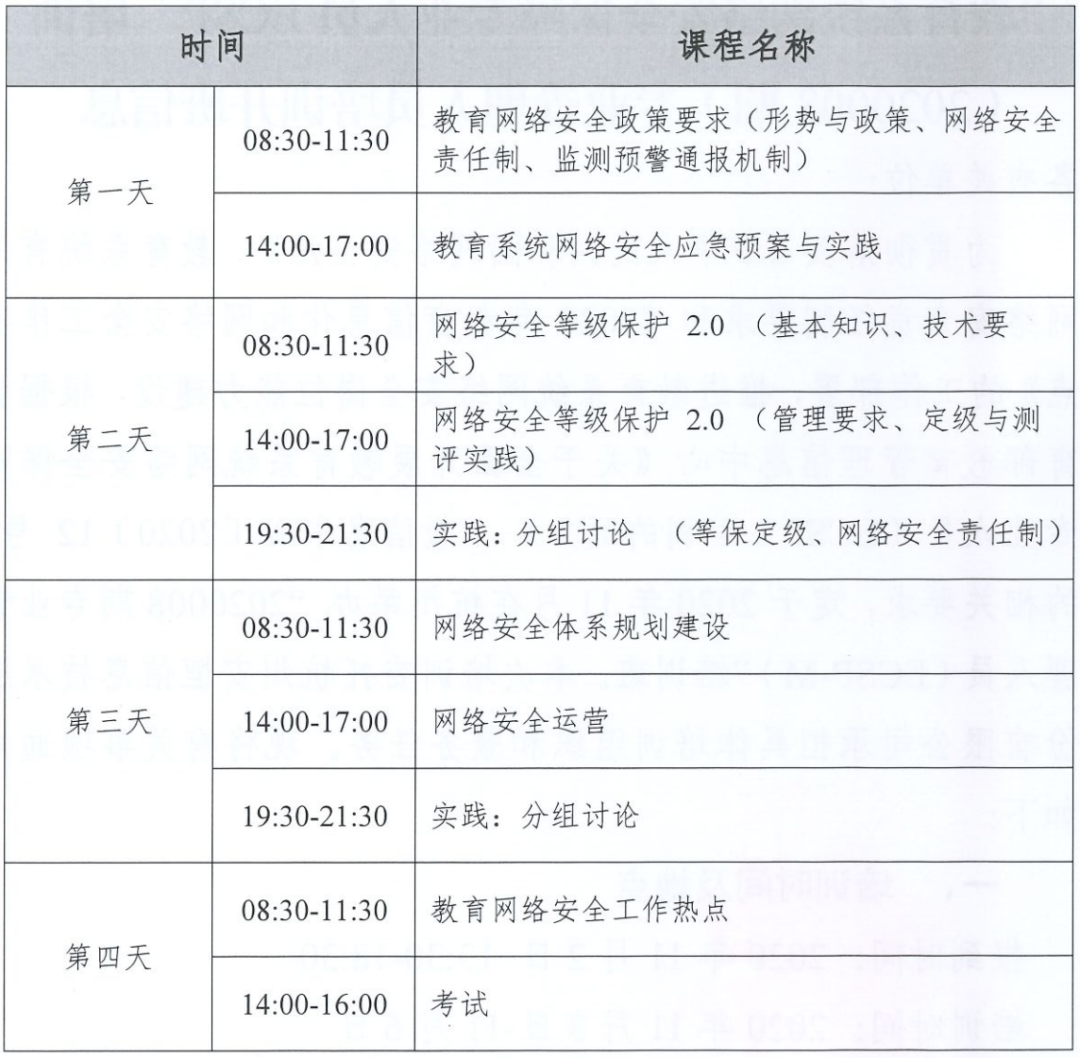 时间 课程名称
第一天
08:30-11:30
教育网络安全政策要求（形势与政策、网络安全
责任制、监测预警通报机制）
14:00-17:00 教育系统网络安全应急预案与实践
第二天
08:30-11:30
网络安全等级保护 2.0 （基本知识、技术要
求）
14:00-17:00
网络安全等级保护 2.0 （管理要求、定级与测
评实践）
19:30-21:30 实践：分组讨论 （等保定级、网络安全责任制）
第三天
08:30-11:30 网络安全体系规划建设
14:00-17:00 网络安全运营
19:30-21:30 实践：分组讨论
第四天
08:30-11:30 教育网络安全工作热点
14:00-16:00 考试